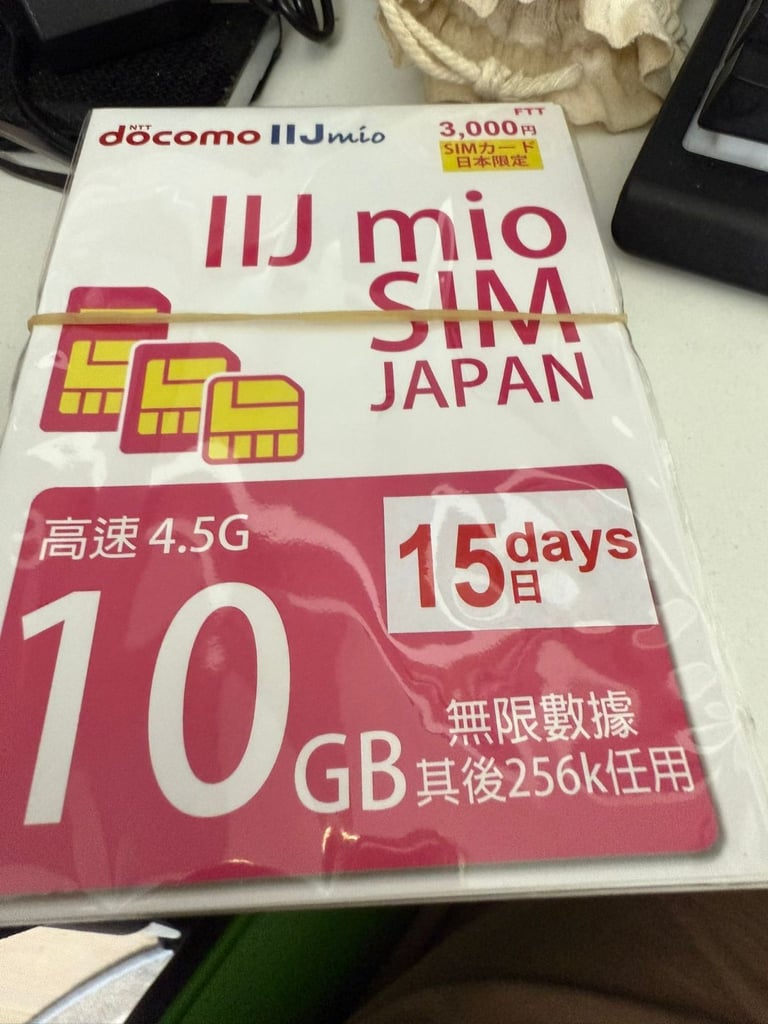 FTT
NTT
docomo IIJmio
3,000円
SIMカード
日本限定
IIJ mio
SIM
JAPAN
高速 4.5G
15 days
日
10GB
無限數據
其後256k任用